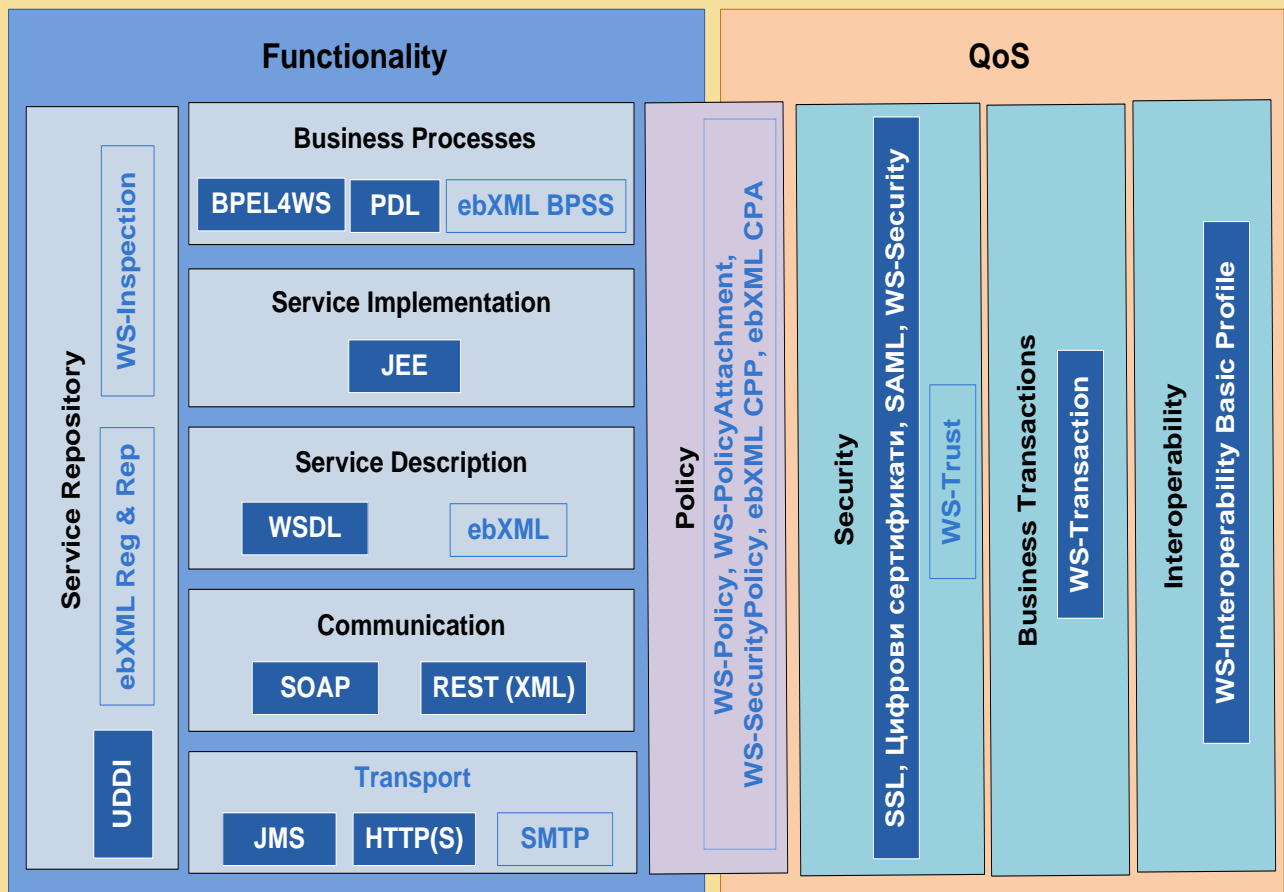 Functionality
QoS
Service Repository
WS-Inspection
ebXML Reg & Rep
UDDI
Business Processes
BPEL4WS
PDL
ebXML BPSS
Service Implementation
JEE
Service Description
WSDL
ebXML
Communication
SOAP
REST (XML)
Transport
JMS
HTTP(S)
SMTP
Policy
WS-Policy, WS-PolicyAttachment,
WS-SecurityPolicy, ebXML CPP, ebXML CPA
Security
SSL, Цифрови сертификати, SAML, WS-Security
WS-Trust
Business Transactions
WS-Transaction
Interoperability
WS-Interoperability Basic Profile